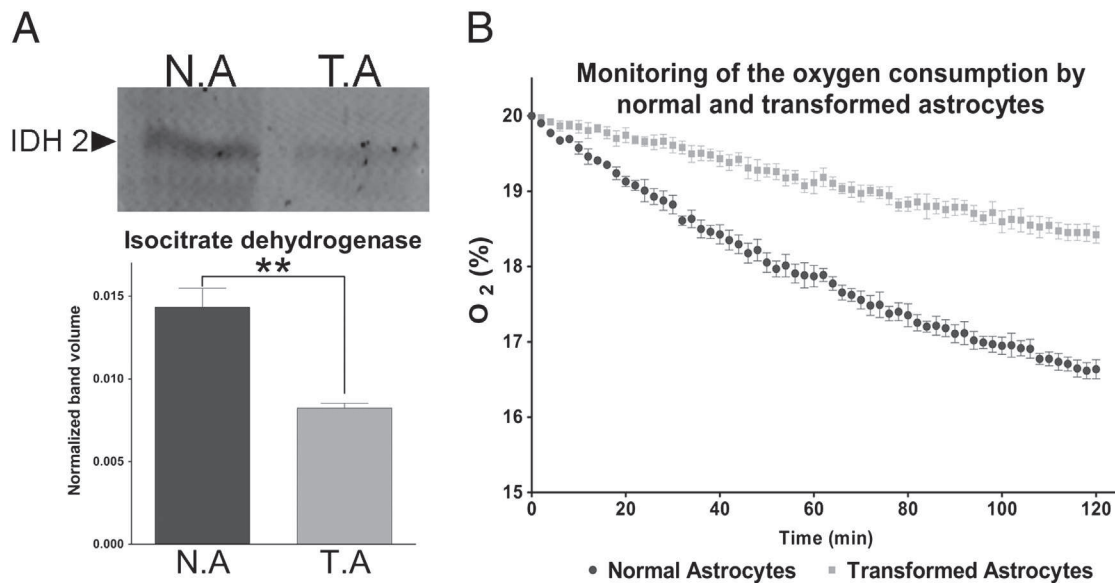 A
N.A T.A
IDH 2
Isocitrate dehydrogenase
**
Normalized band volume
0.015
0.010
0.005
0.000
N.A T.A
B
Monitoring of the oxygen consumption by
normal and transformed astrocytes
O 2 (%)
20
19
18
17
16
15
0 20 40 60 80 100 120
Time (min)
Normal Astrocytes Transformed Astrocytes